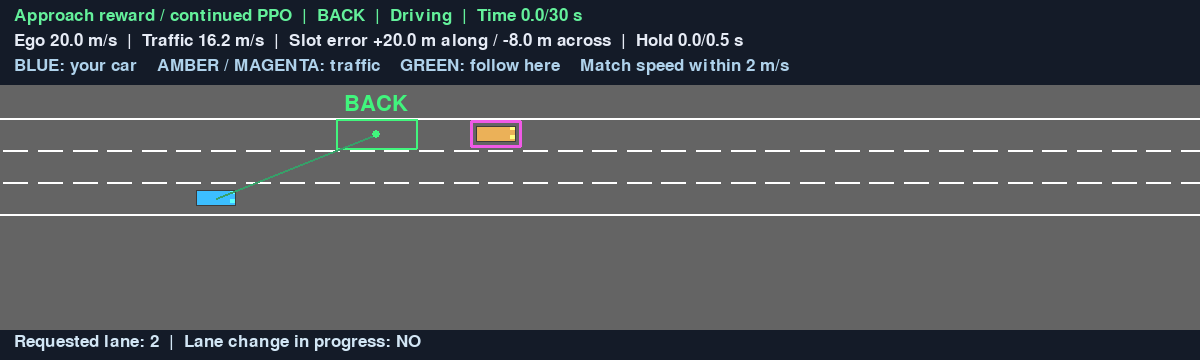 Approach reward / continued PPO | BACK | Driving | Time 0.0/30 s
Ego 20.0 m/s | Traffic 16.2 m/s | Slot error +20.0 m along / -8.0 m across | Hold 0.0/0.5 s
BLUE: your car AMBER / MAGENTA: traffic GREEN: follow here Match speed within 2 m/s
BACK
Requested lane: 2 | Lane change in progress: NO